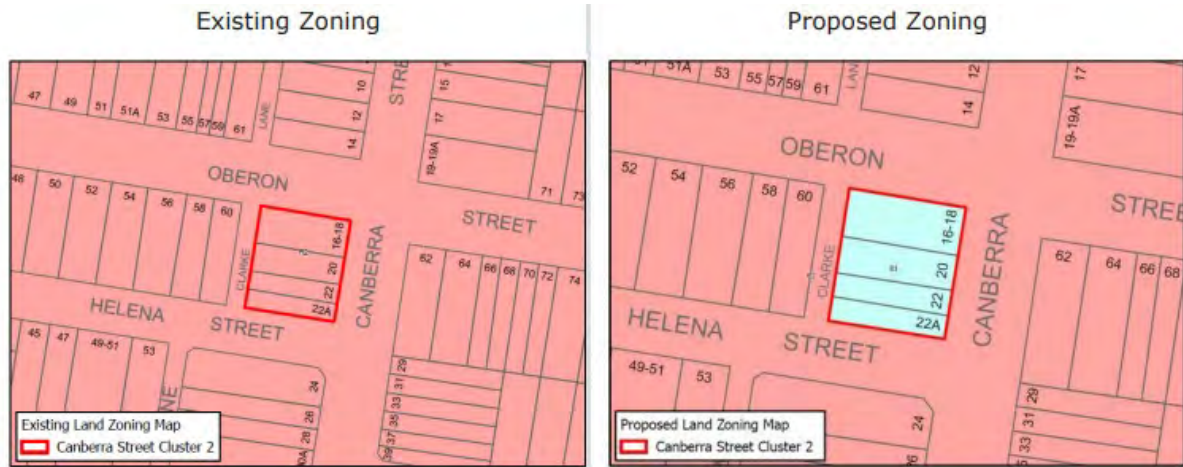 Existing Zoning
47
49
51
51A
53
55
57
59
61
LANE
10
12
14
STRE
15
17
19-19A
71
73
OBERON
STREET
48
50
52
54
56
58
60
CLARKE
16-18
20
22
22A
CANBERRA
62
64
66
68
70
72
74
HELENA
STREET
45
47
49-51
53
NE
24
26
28
30A
29
31
33
35
37
39
Existing Land Zoning Map
Canberra Street Cluster 2
Proposed Zoning
51A
53
55
57
59
61
LAN
12
14
17
19-19A
OBERON
STREE
52
54
56
58
60
CLARKE
16-18
20
22
22A
CANBERRA
62
64
66
68
HELENA
STREET
49-51
53
24
26
29
31
33
Proposed Land Zoning Map
Canberra Street Cluster 2